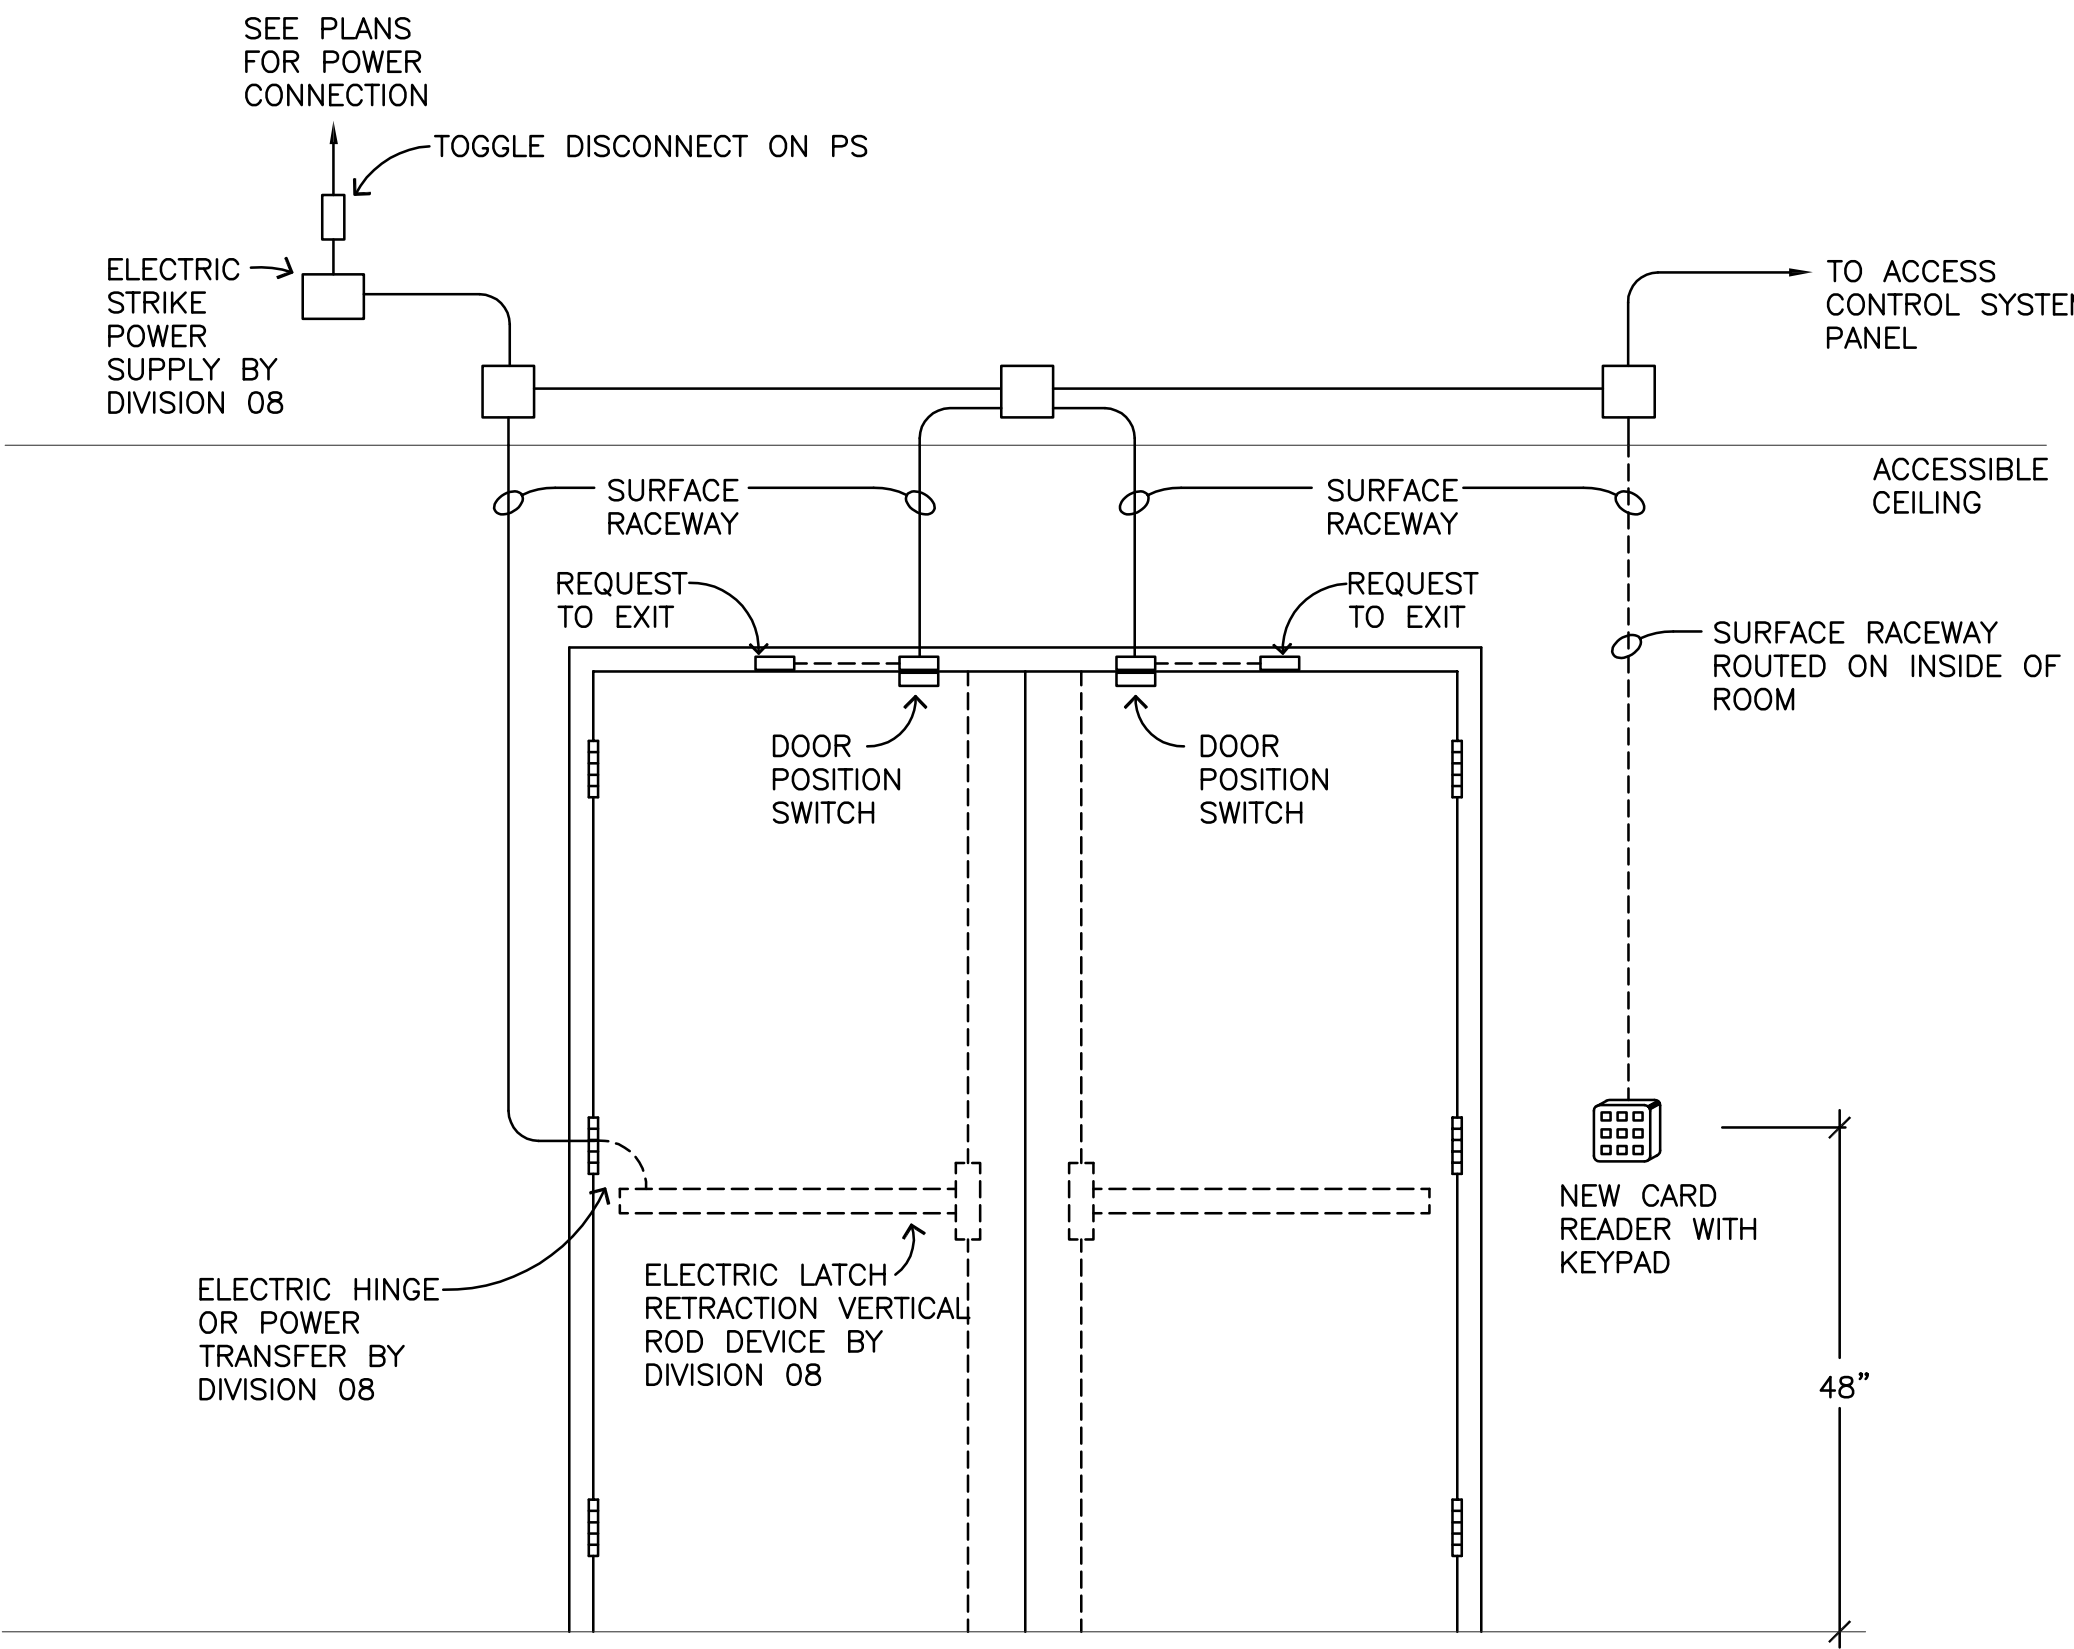 SEE PLANS
FOR POWER
CONNECTION
TOGGLE DISCONNECT ON PS
ELECTRIC
STRIKE
POWER
SUPPLY BY
DIVISION 08
TO ACCESS
CONTROL SYSTEM
PANEL
ACCESSIBLE
CEILING
SURFACE
RACEWAY
SURFACE
RACEWAY
REQUEST
TO EXIT
REQUEST
TO EXIT
SURFACE RACEWAY
ROUTED ON INSIDE OF
ROOM
DOOR
POSITION
SWITCH
DOOR
POSITION
SWITCH
NEW CARD
READER WITH
KEYPAD
ELECTRIC HINGE
OR POWER
TRANSFER BY
DIVISION 08
ELECTRIC LATCH
RETRACTION VERTICAL
ROD DEVICE BY
DIVISION 08
48”